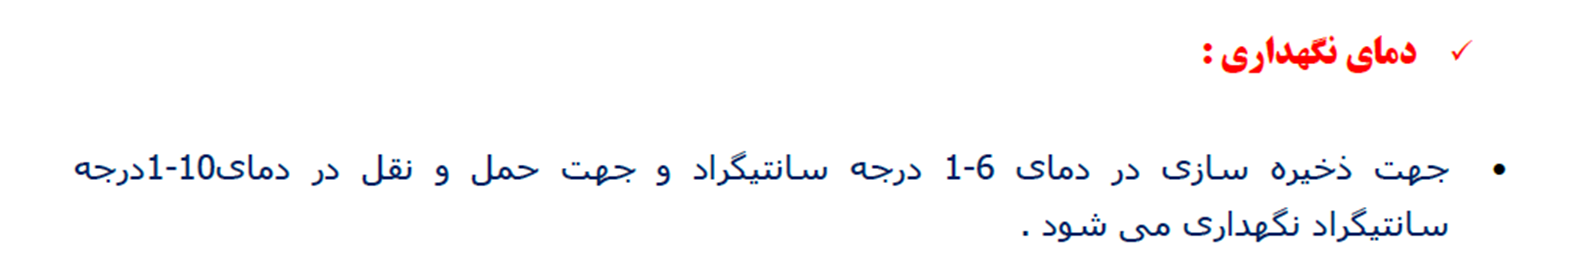 ✓ دمای نگهداری :
• جهت ذخیره سازی در دمای 6-1 درجه سانتیگراد و جهت حمل و نقل در دمای10-1درجه
سانتیگراد نگهداری می شود .